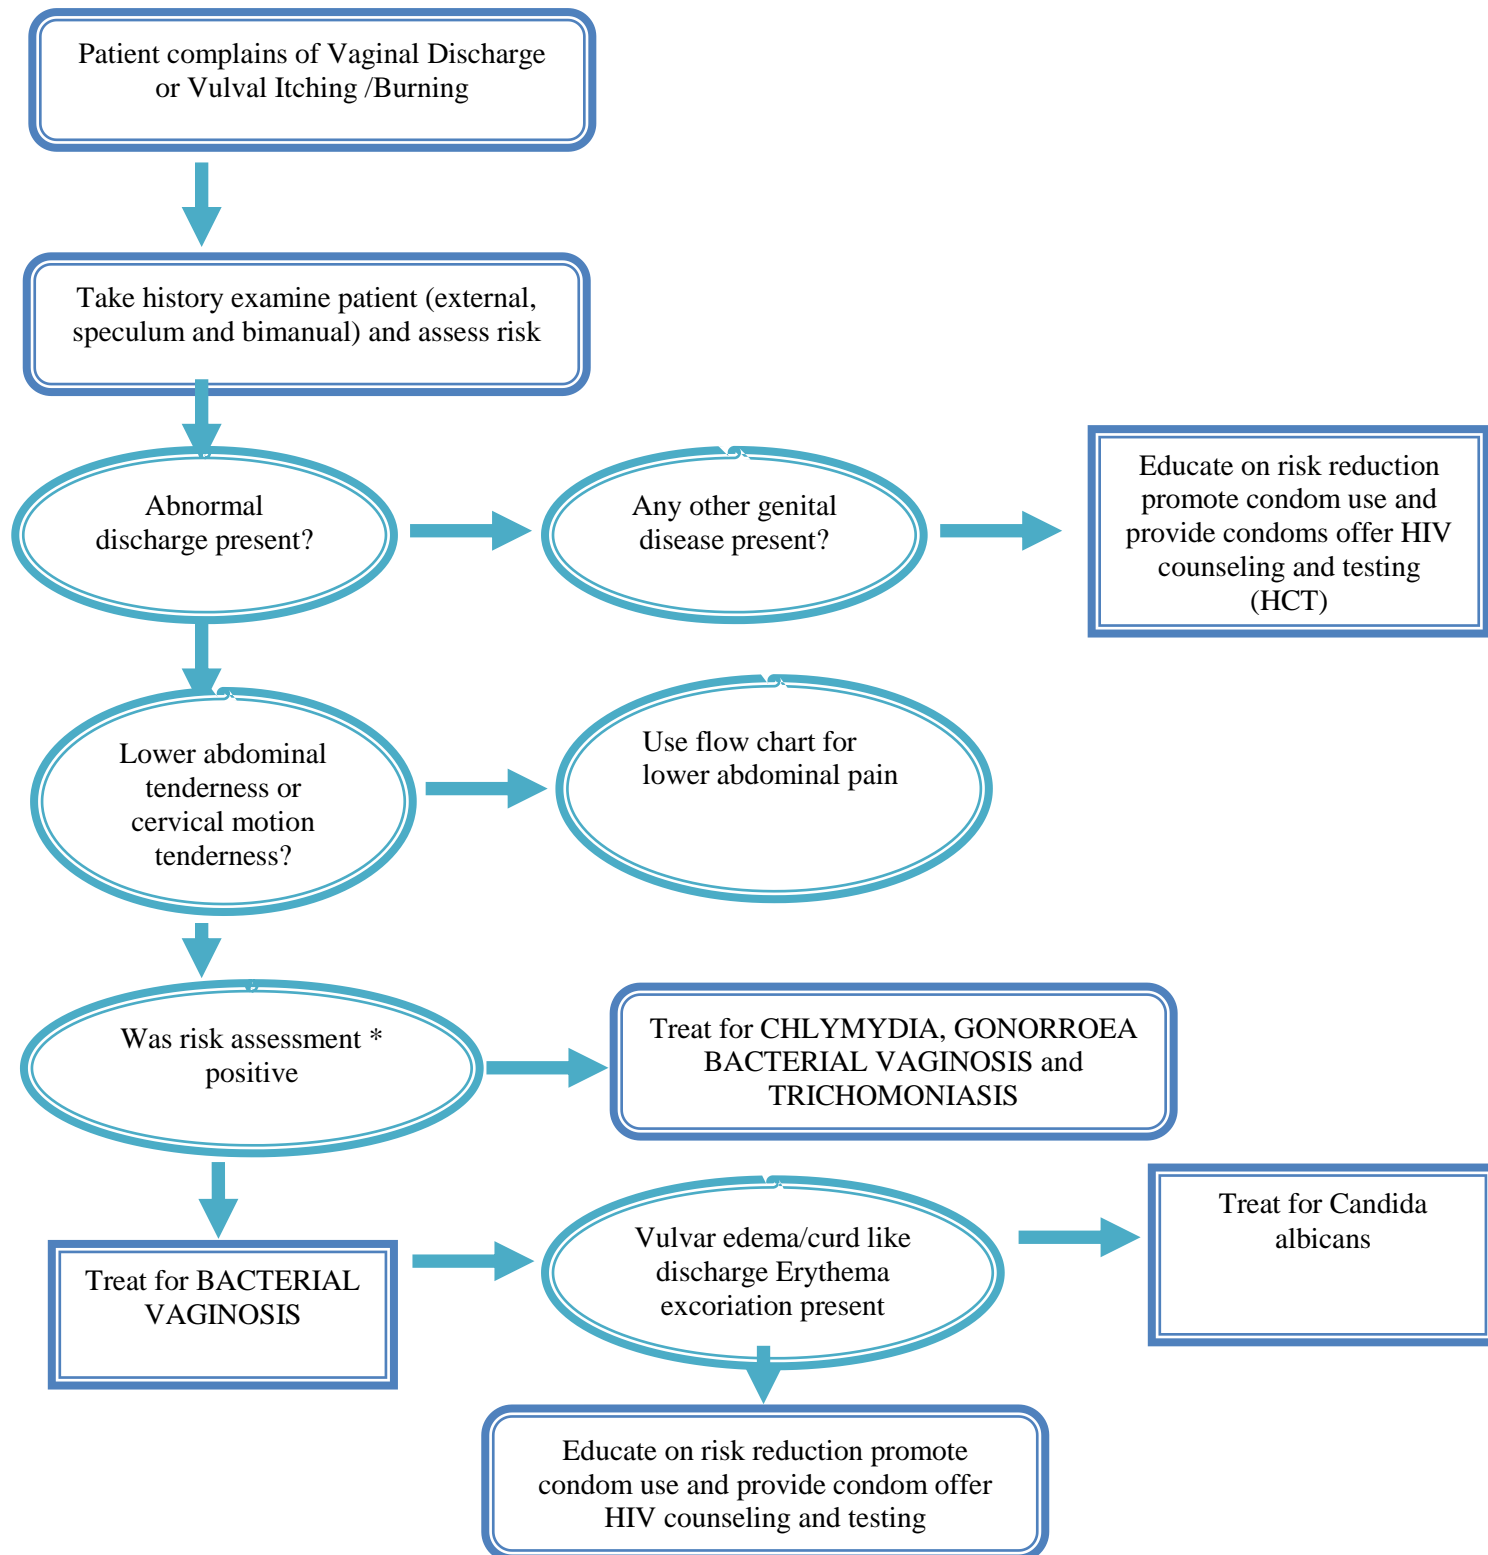 Patient complains of Vaginal Discharge
or Vulval Itching /Burning
Take history examine patient (external,
speculum and bimanual) and assess risk
Abnormal
discharge present?
Any other genital
disease present?
Educate on risk reduction
promote condom use and
provide condoms offer HIV
counseling and testing
(HCT)
Lower abdominal
tenderness or
cervical motion
tenderness?
Use flow chart for
lower abdominal pain
Was risk assessment *
positive
Treat for CHLYMYDIA, GONORROEA
BACTERIAL VAGINOSIS and
TRICHOMONIASIS
Treat for BACTERIAL
VAGINOSIS
Vulvar edema/curd like
discharge Erythema
excoriation present
Treat for Candida
albicans
Educate on risk reduction promote
condom use and provide condom offer
HIV counseling and testing